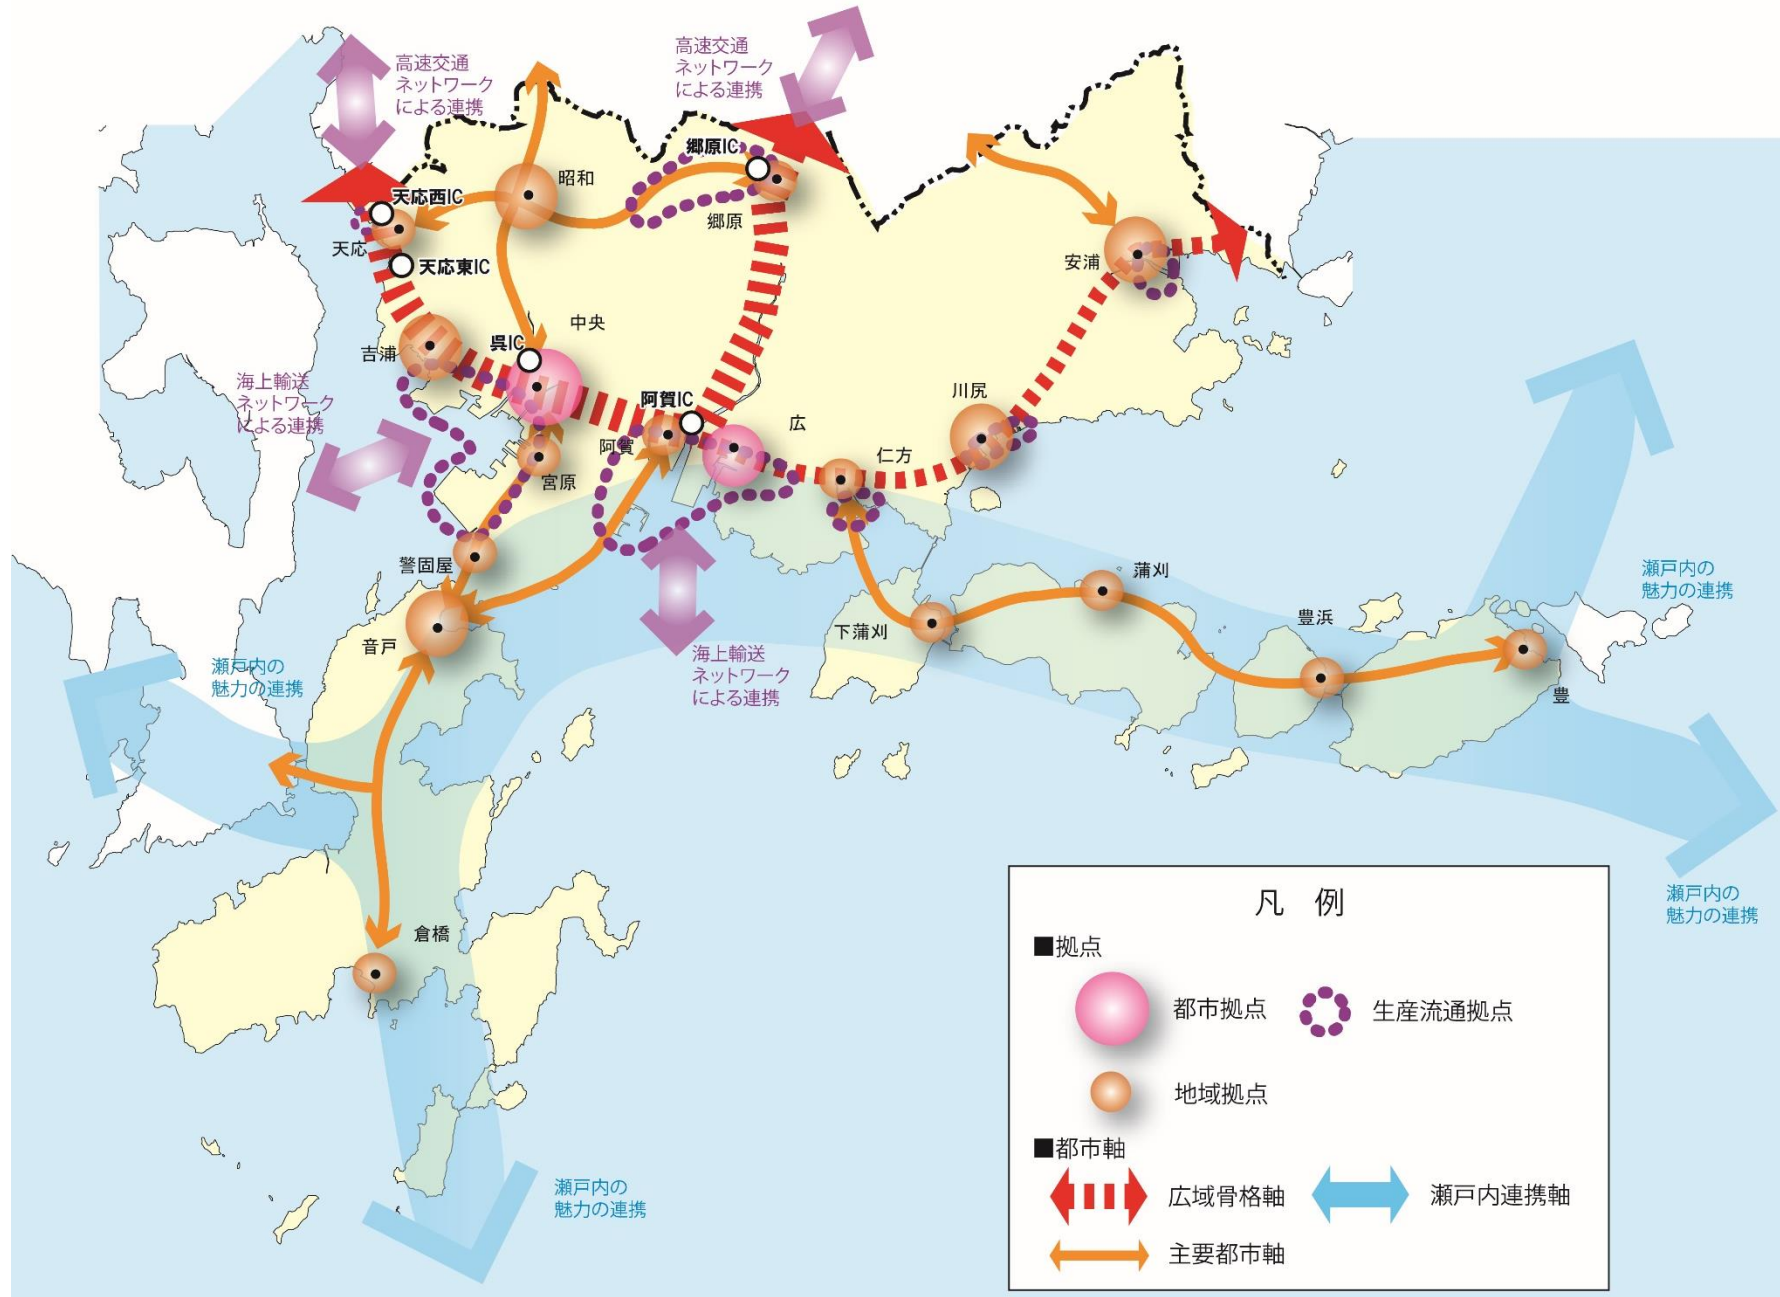 高速交通
ネットワーク
による連携
高速交通
ネットワーク
による連携
郷原IC
昭和
天応西IC
郷原
天応
天応東IC
安浦
中央
呉IC
吉浦
海上輸送
ネットワーク
による連携
阿賀IC
川尻
広
阿賀
仁方
宮原
警固屋
蒲刈
瀬戸内の
魅力の連携
下蒲刈
豊浜
音戸
海上輸送
ネットワーク
による連携
瀬戸内の
魅力の連携
豊
瀬戸内の
魅力の連携
倉橋
瀬戸内の
魅力の連携
凡 例
■拠点
都市拠点
生産流通拠点
地域拠点
■都市軸
広域骨格軸
瀬戸内連携軸
主要都市軸